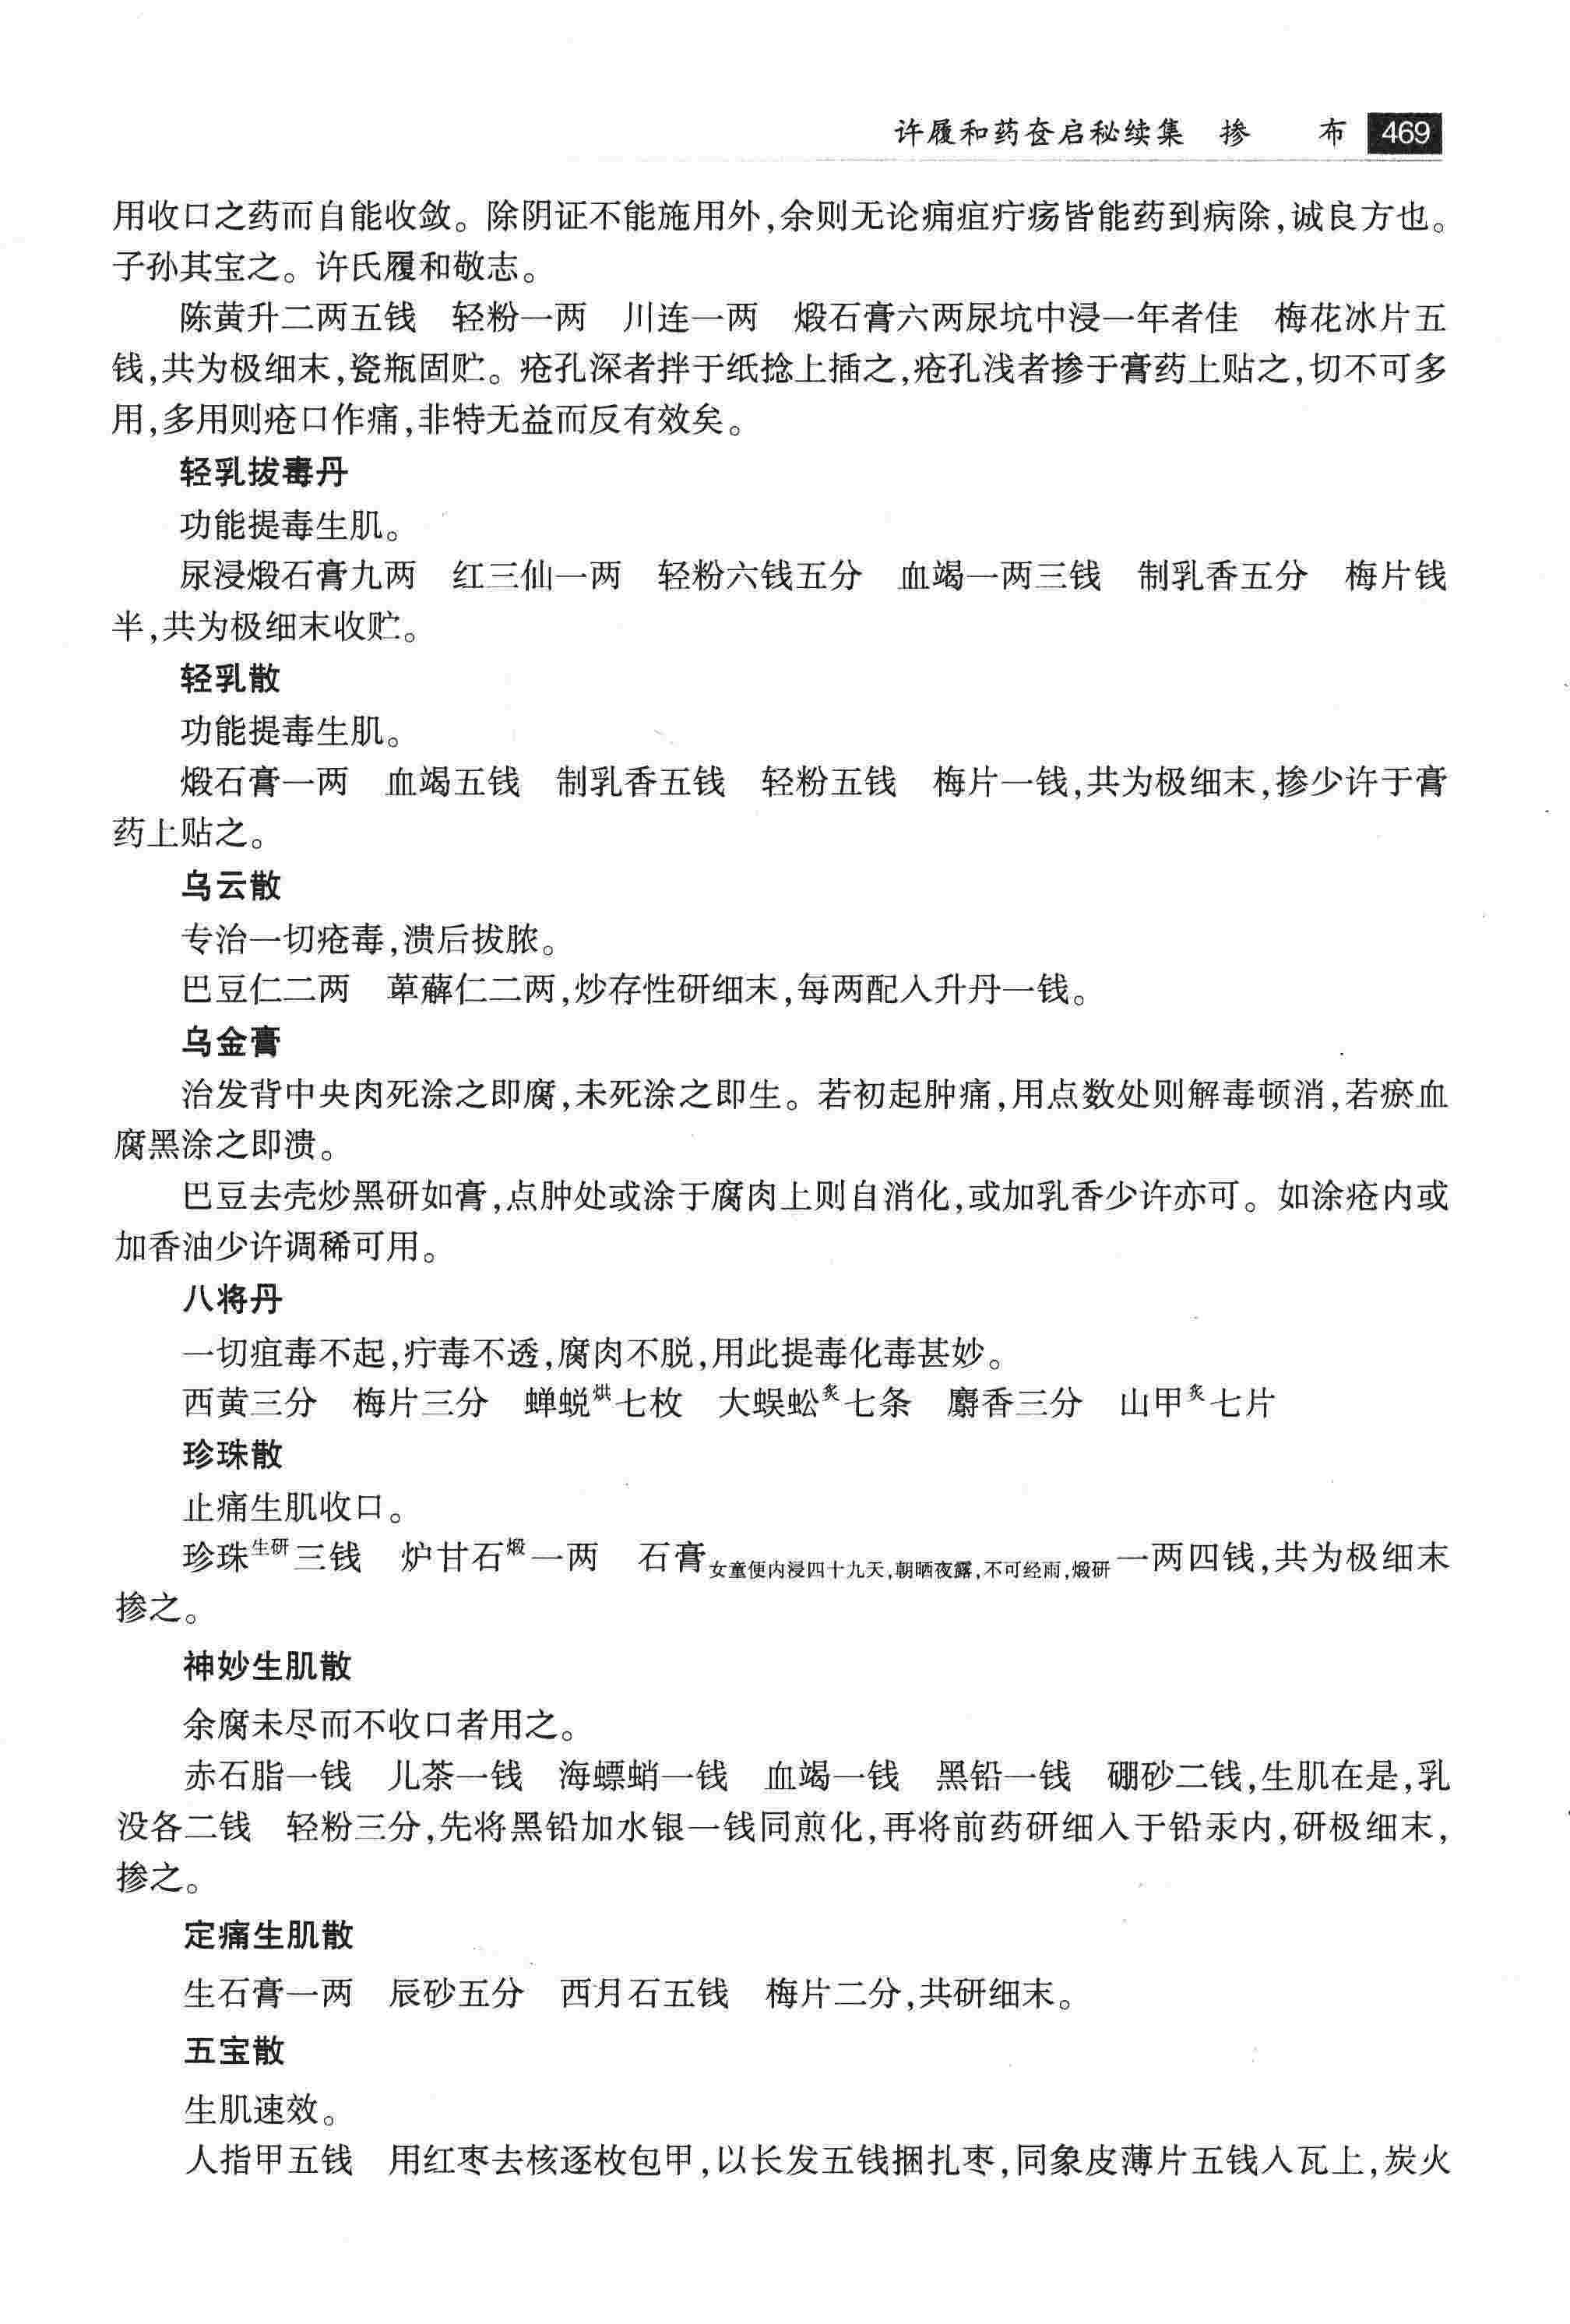 许履和药奁启秘续集 掺 布 469
用收口之药而自能收敛。除阴证不能施用外,余则无论痈疽疔疡皆能药到病除,诚良方也。
子孙其宝之。许氏履和敬志。
陈黄升二两五钱 轻粉一两 川连一两 煅石膏六两尿坑中浸一年者佳 梅花冰片五
钱,共为极细末,瓷瓶固贮。疮孔深者拌于纸捻上插之,疮孔浅者掺于膏药上贴之,切不可多
用,多用则疮口作痛,非特无益而反有效矣。
轻乳拔毒丹
功能提毒生肌。
尿浸煅石膏九两 红三仙一两 轻粉六钱五分 血竭一两三钱 制乳香五分 梅片钱
半,共为极细末收贮。
轻乳散
功能提毒生肌。
煅石膏一两 血竭五钱 制乳香五钱 轻粉五钱 梅片一钱,共为极细末,掺少许于膏
药上贴之。
乌云散
专治一切疮毒,溃后拔脓。
巴豆仁二两 萆薢仁二两,炒存性研细末,每两配入升丹一钱。
乌金膏
治发背中央肉死涂之即腐,未死涂之即生。若初起肿痛,用点数处则解毒顿消,若瘀血
腐黑涂之即溃。
巴豆去壳炒黑研如膏,点肿处或涂于腐肉上则自消化,或加乳香少许亦可。如涂疮内或
加香油少许调稀可用。
八将丹
一切疽毒不起,疔毒不透,腐肉不脱,用此提毒化毒甚妙。
西黄三分 梅片三分 蝉蜕烘七枚 大蜈蚣炙七条 麝香三分 山甲炙七片
珍珠散
止痛生肌收口。
珍珠生研三钱 炉甘石煅一两 石膏女童便内浸四十九天,朝晒夜露,不可经雨,煅研一两四钱,共为极细末
掺之。
神妙生肌散
余腐未尽而不收口者用之。
赤石脂一钱 儿茶一钱 海螵蛸一钱 血竭一钱 黑铅一钱 硼砂二钱,生肌在是,乳
没各二钱 轻粉三分,先将黑铅加水银一钱同煎化,再将前药研细入于铅汞内,研极细末,
掺之。
定痛生肌散
生石膏一两 辰砂五分 西月石五钱 梅片二分,共研细末。
五宝散
生肌速效。
人指甲五钱 用红枣去核逐枚包甲,以长发五钱捆扎枣,同象皮薄片五钱入瓦上,炭火